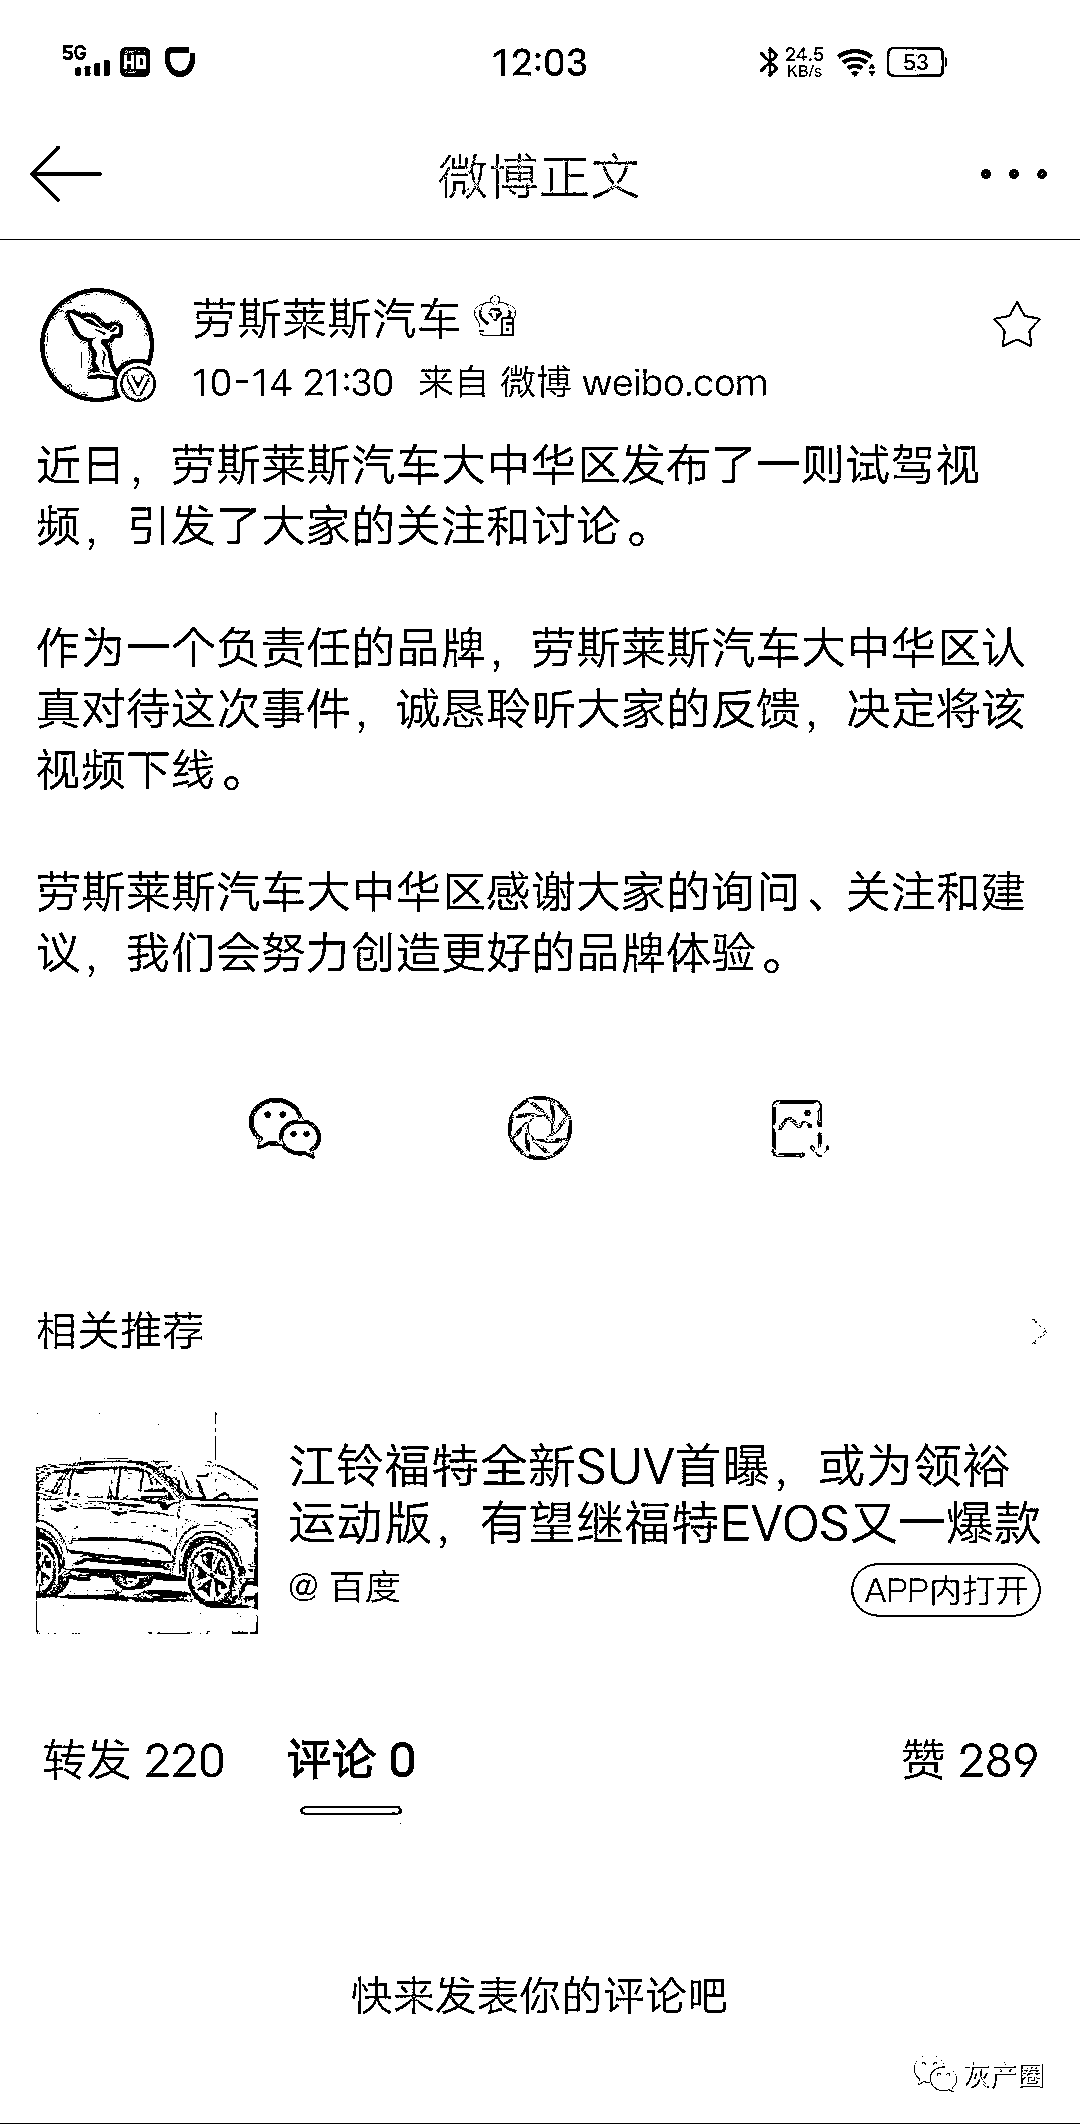 5G HD 12:03 24.5 KB/s 53
微博正文
劳斯莱斯汽车
10-14 21:30 来自 微博 weibo.com
近日，劳斯莱斯汽车大中华区发布了一则试驾视
频，引发了大家的关注和讨论。
作为一个负责任的品牌，劳斯莱斯汽车大中华区认
真对待这次事件，诚恳聆听大家的反馈，决定将该
视频下线。
劳斯莱斯汽车大中华区感谢大家的询问、关注和建
议，我们会努力创造更好的品牌体验。
相关推荐
江铃福特全新SUV首曝，或为领裕
运动版，有望继福特EVOS又一爆款
@ 百度
APP内打开
转发 220 评论 0 赞 289
快来发表你的评论吧
灰产圈